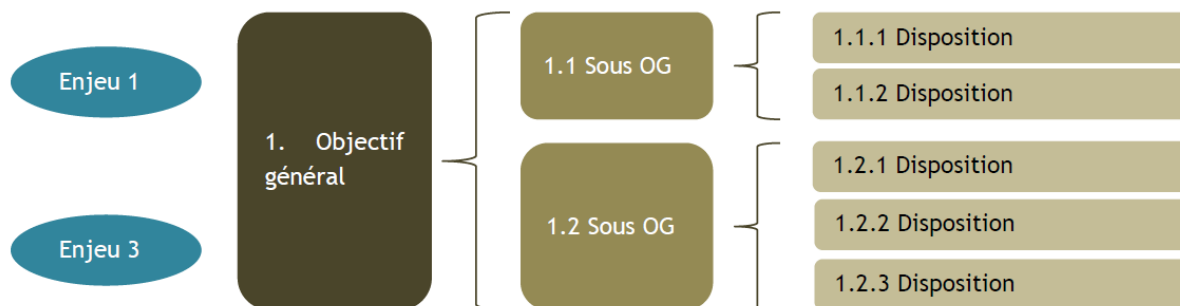 Enjeu 1
Enjeu 3
1. Objectif
général
1.1 Sous OG
1.2 Sous OG
1.1.1 Disposition
1.1.2 Disposition
1.2.1 Disposition
1.2.2 Disposition
1.2.3 Disposition